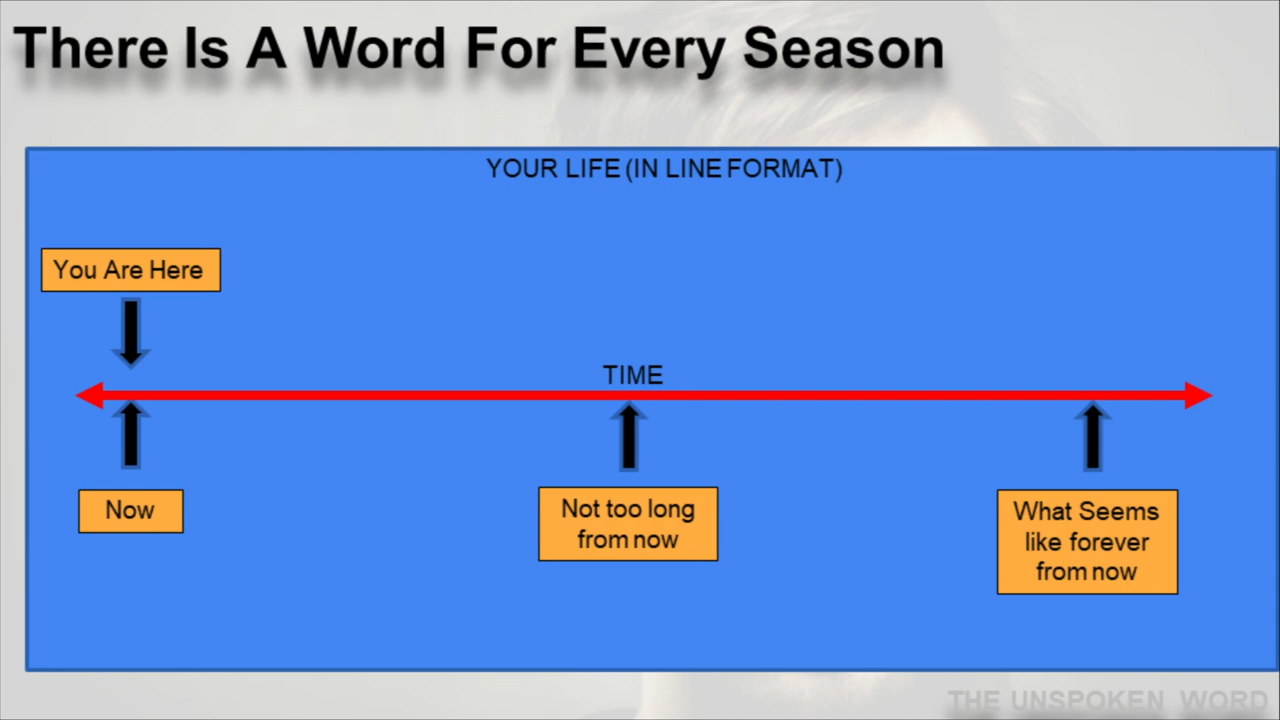 There Is A Word For Every Season
YOUR LIFE (IN LINE FORMAT)
You Are Here
TIME
Now
Not too long
from now
What Seems
like forever
from now
THE UNSPOKEN WORD